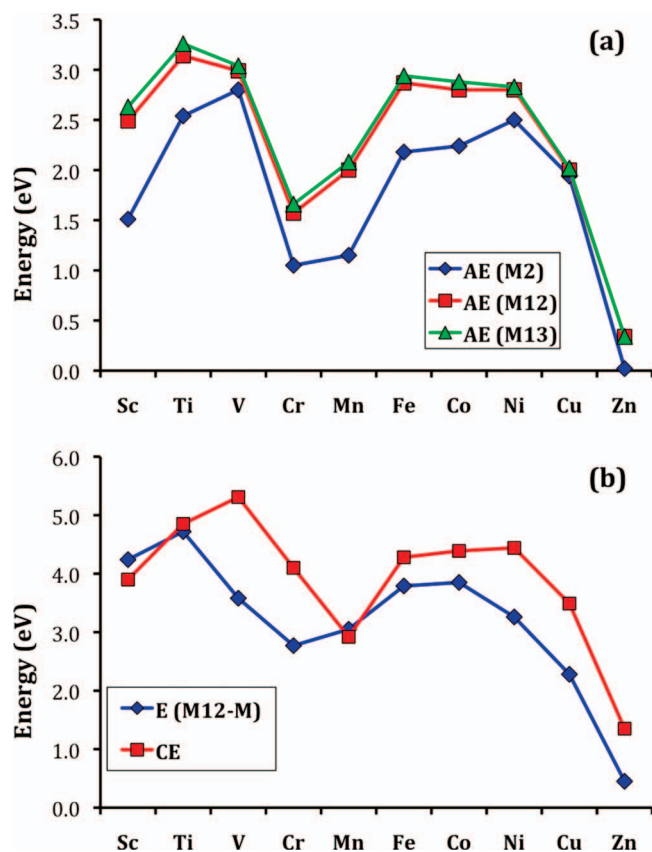 3.5
(a)
3.0
2.5
2.0
1.5
1.0
0.5
0.0
Energy (eV)
AE (M2)
AE (M12)
AE (M13)
Sc Ti V Cr Mn Fe Co Ni Cu Zn
6.0
(b)
5.0
4.0
3.0
2.0
1.0
0.0
Energy (eV)
E (M12-M)
CE
Sc Ti V Cr Mn Fe Co Ni Cu Zn